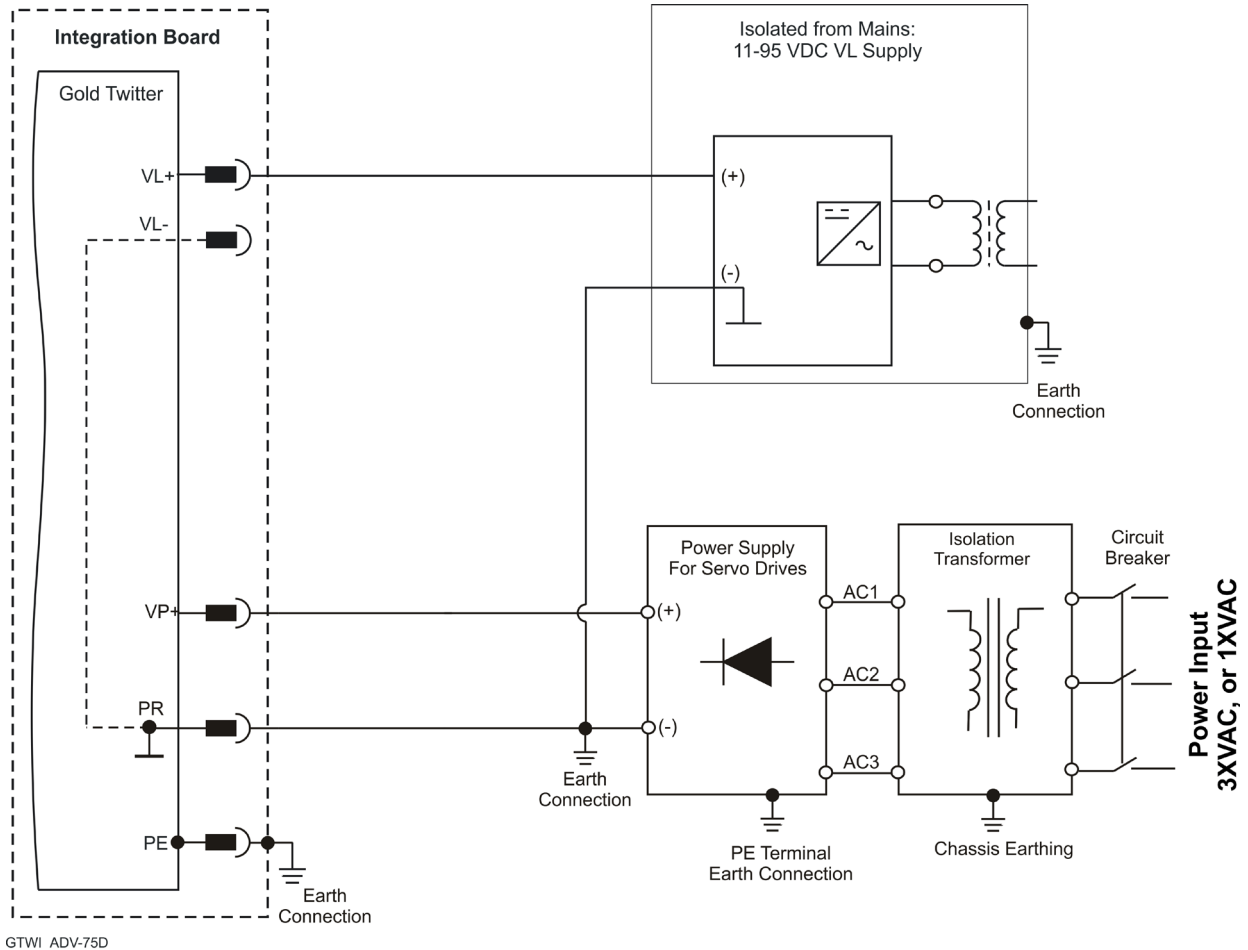 Integration Board
Gold Twitter
VL+
VL-
VP+
PR
PE
Earth
Connection
Isolated from Mains:
11-95 VDC VL Supply
(+)
(-)
Earth
Connection
Power Supply
For Servo Drives
(+)
(-)
Earth
Connection
PE Terminal
Earth Connection
AC1
AC2
AC3
Isolation
Transformer
Chassis Earthing
Circuit
Breaker
Power Input
3XVAC, or 1XVAC
GTWI ADV-75D